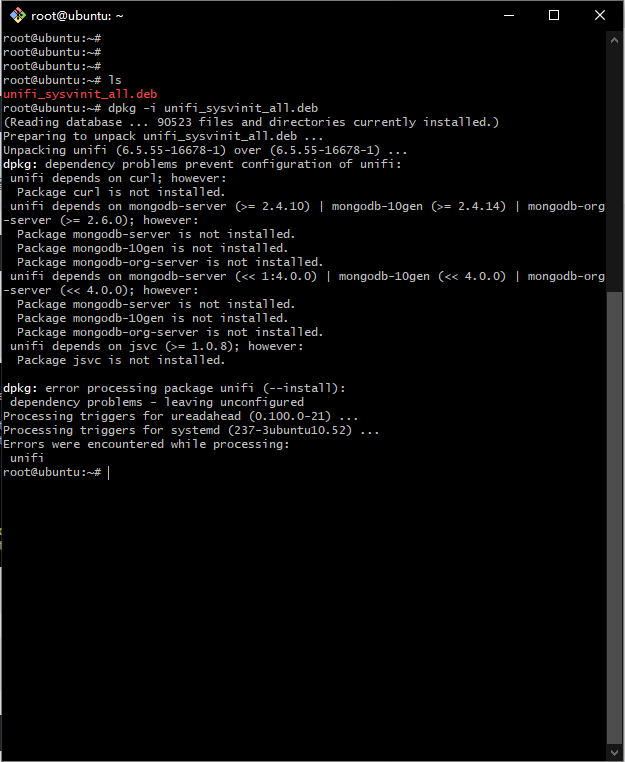 root@ubuntu: ~
root@ubuntu:~#
root@ubuntu:~#
root@ubuntu:~#
root@ubuntu:~# ls
unifi_sysvinit_all.deb
root@ubuntu:~# dpkg -i unifi_sysvinit_all.deb
(Reading database ... 90523 files and directories currently installed.)
Preparing to unpack unifi_sysvinit_all.deb ...
Unpacking unifi (6.5.55-16678-1) over (6.5.55-16678-1) ...
dpkg: dependency problems prevent configuration of unifi:
 unifi depends on curl; however:
  Package curl is not installed.
 unifi depends on mongodb-server (>= 2.4.10) | mongodb-10gen (>= 2.4.14) | mongodb-org
-server (>= 2.6.0); however:
  Package mongodb-server is not installed.
  Package mongodb-10gen is not installed.
  Package mongodb-org-server is not installed.
 unifi depends on mongodb-server (<< 1:4.0.0) | mongodb-10gen (<< 4.0.0) | mongodb-org
-server (<< 4.0.0); however:
  Package mongodb-server is not installed.
  Package mongodb-10gen is not installed.
  Package mongodb-org-server is not installed.
 unifi depends on jsvc (>= 1.0.8); however:
  Package jsvc is not installed.

dpkg: error processing package unifi (--install):
 dependency problems - leaving unconfigured
Processing triggers for ureadahead (0.100.0-21) ...
Processing triggers for systemd (237-3ubuntu10.52) ...
Errors were encountered while processing:
 unifi
root@ubuntu:~#